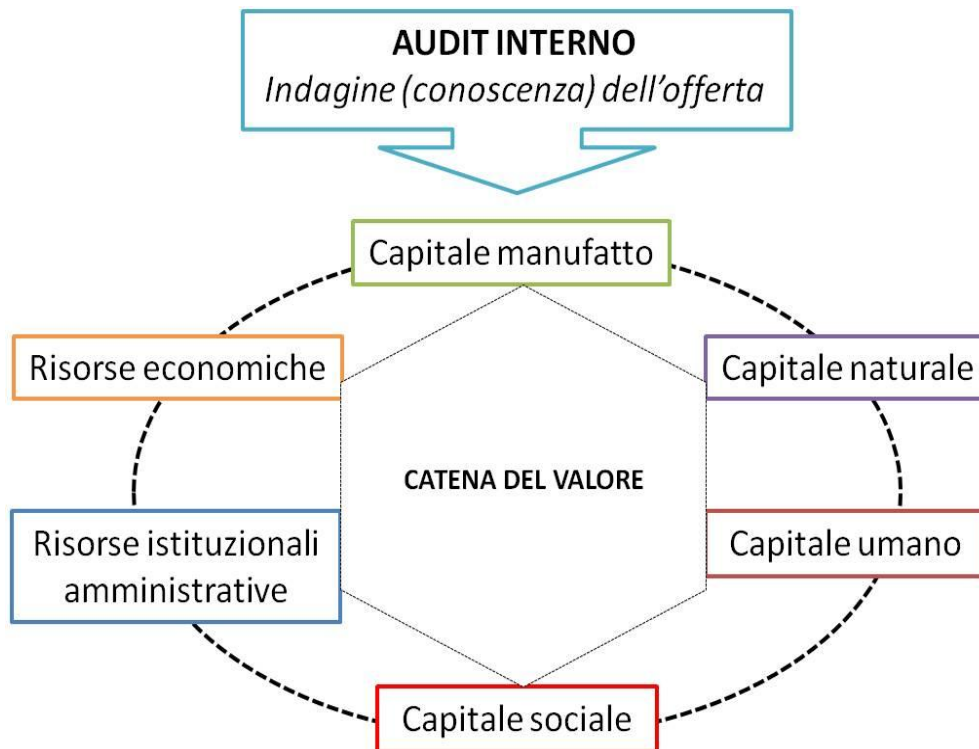 AUDIT INTERNO
Indagine (conoscenza) dell'offerta
Capitale manufatto
Risorse economiche
Capitale naturale
CATENA DEL VALORE
Risorse istituzionali
amministrative
Capitale umano
Capitale sociale